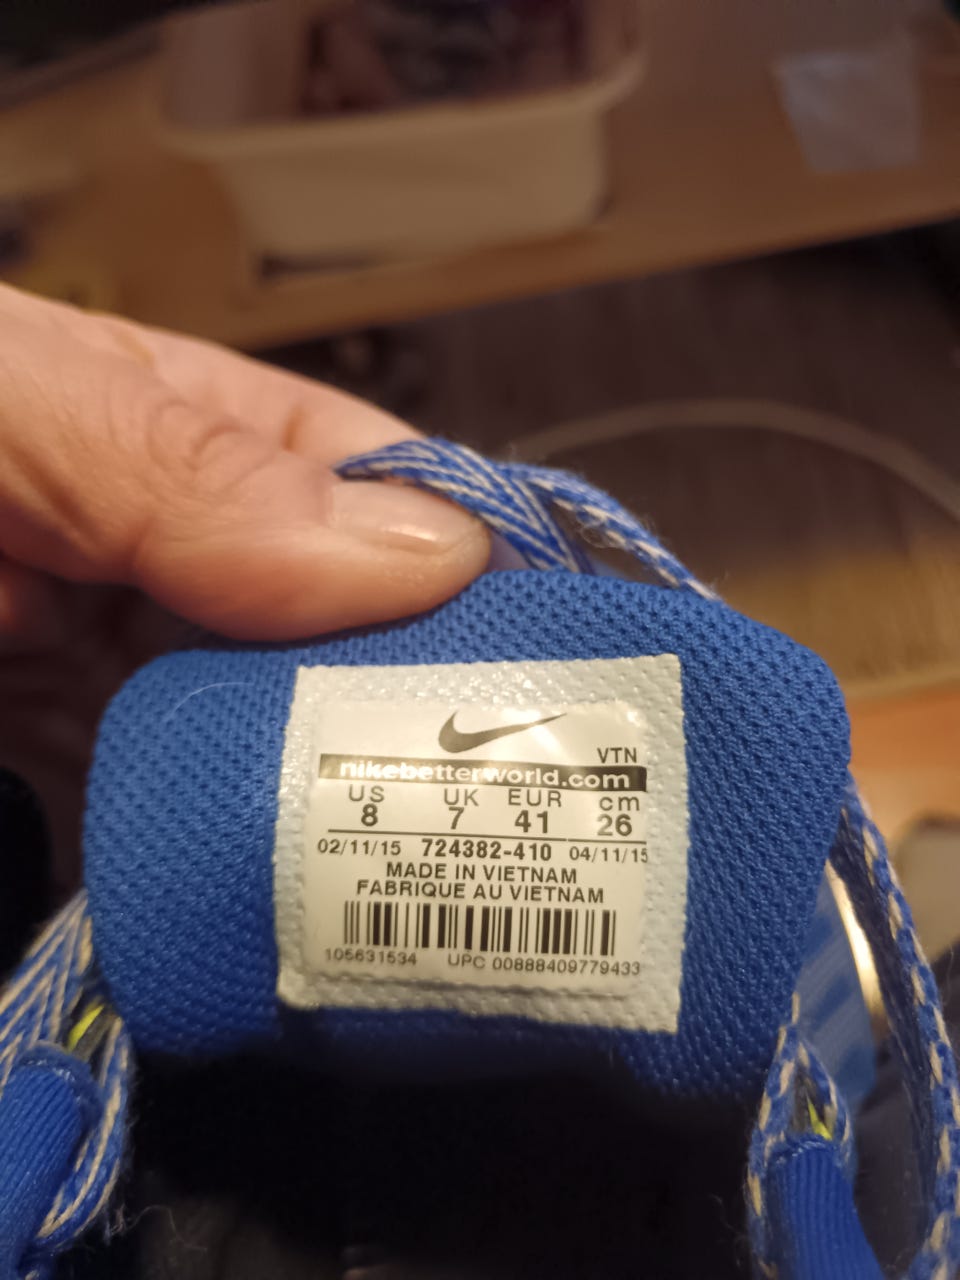 VTN
nikebetterworld.com
US UK EUR cm
8 7 41 26
02/11/15 724382-410 04/11/15
MADE IN VIETNAM
FABRIQUE AU VIETNAM
105631534 UPC 00888409779433